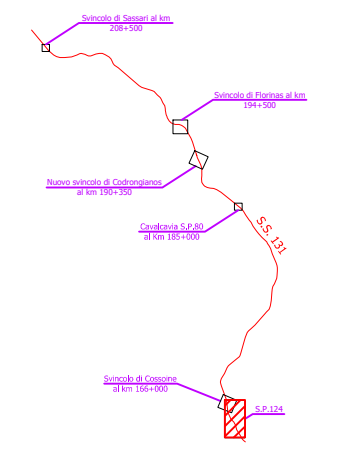 Svincolo di Sassari al km
208+500
Svincolo di Florinas al km
194+500
Nuovo svincolo di Codrongianos
al km 190+350
Cavalcavia S.P.80
al Km 185+000
S.S. 131
Svincolo di Cossoine
al km 166+000
S.P.124